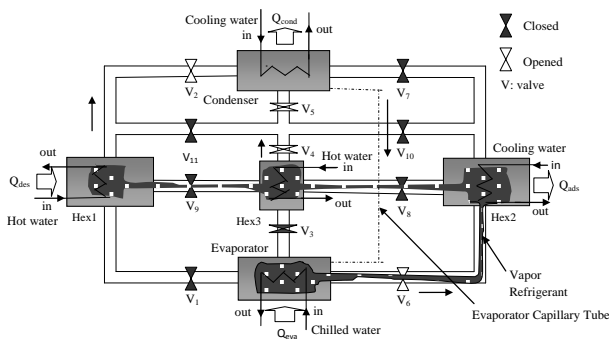 Cooling water
Qcond
in
out
Closed
Opened
V: valve
V2
Condenser
V7
V5
V11
V4
V10
Cooling water
Hot water
in
out
in
Qdes
Qads
in
out
out
Hex1
V9
Hex3
V8
Hex2
Hot water
V3
Evaporator
Vapor
Refrigerant
V1
V6
out
in
Evaporator Capillary Tube
Qeva
Chilled water